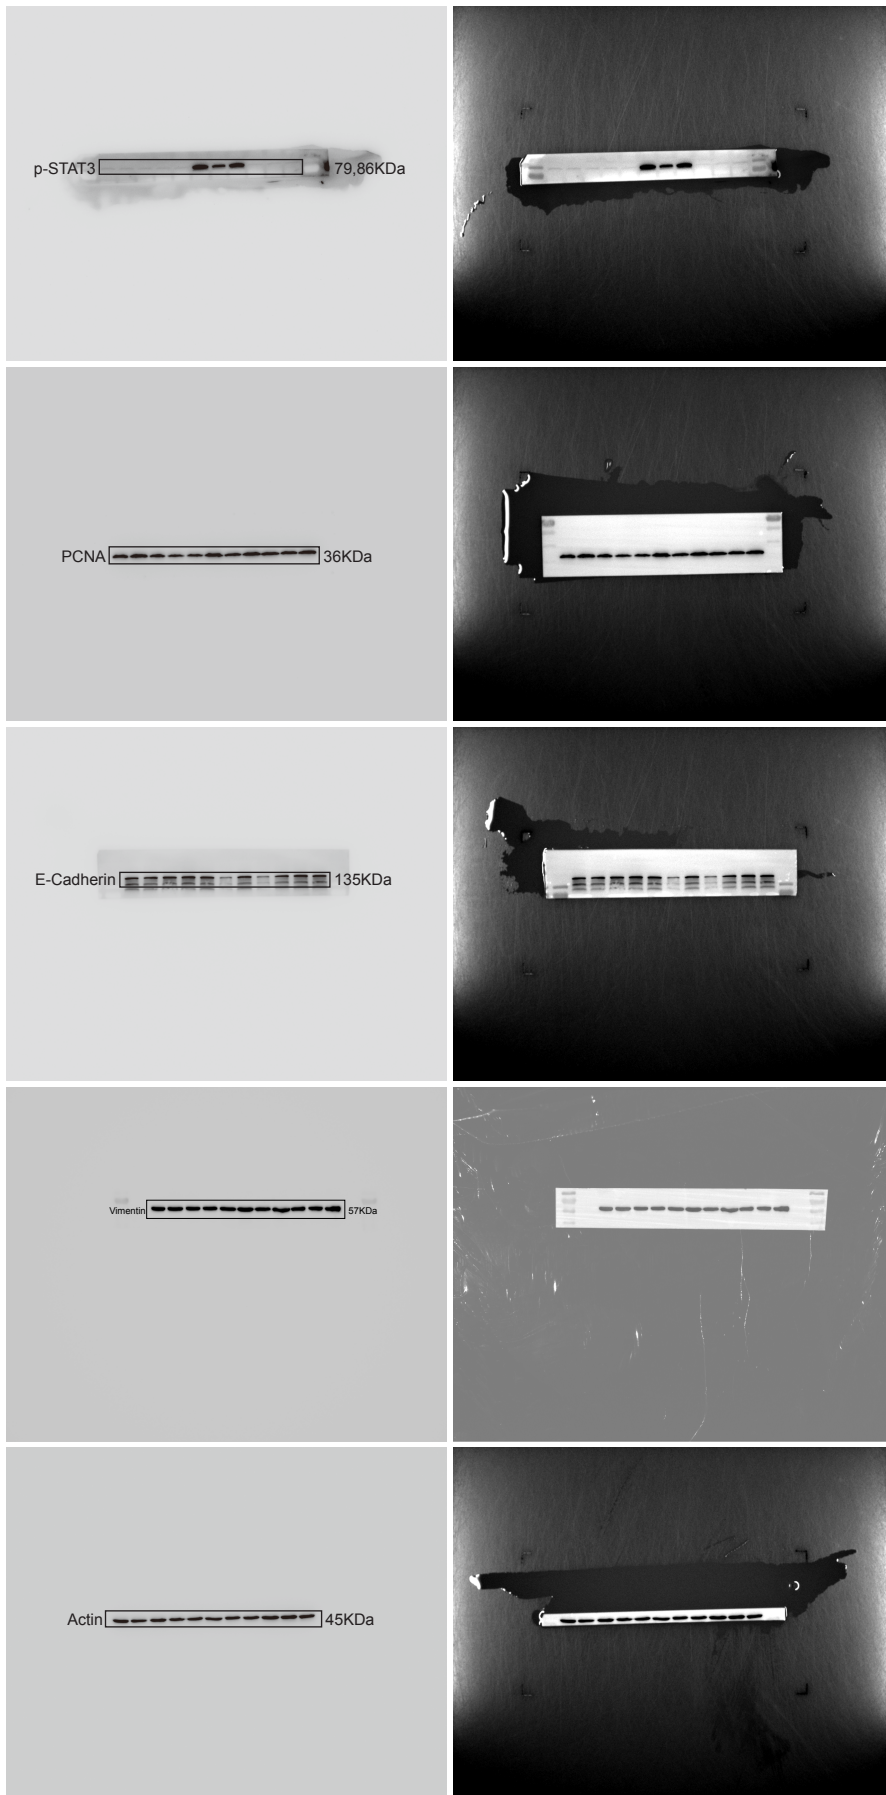 p-STAT3 79,86KDa
PCNA 36KDa
E-Cadherin 135KDa
Vimentin 57KDa
Actin 45KDa